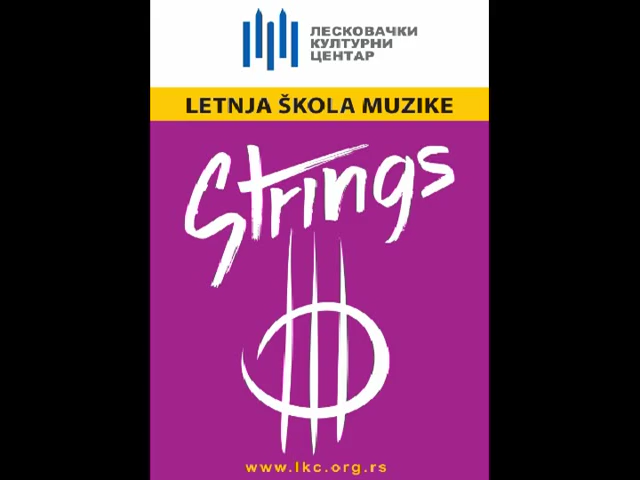 ЛЕСКОВАЧКИ
КУЛТУРНИ
ЦЕНТАР
LETNJA ŠKOLA MUZIKE
Strings
www.lkc.org.rs